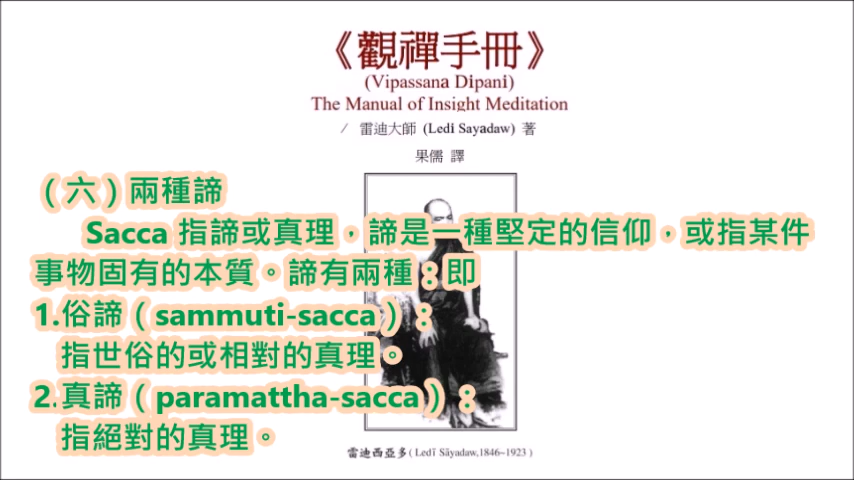 《觀禪手冊》
(Vipassana Dipani)
The Manual of Insight Meditation
/ 雷迪大師 (Ledi Sayadaw) 著
果儒 譯
（六）兩種諦
Sacca 指諦或真理，諦是一種堅定的信仰，或指某件
事物固有的本質。諦有兩種：即
1.俗諦（sammuti-sacca）：
指世俗的或相對的真理。
2.真諦（paramattha-sacca）：
指絕對的真理。
雷迪西亞多(Ledī Sāyadaw,1846~1923)